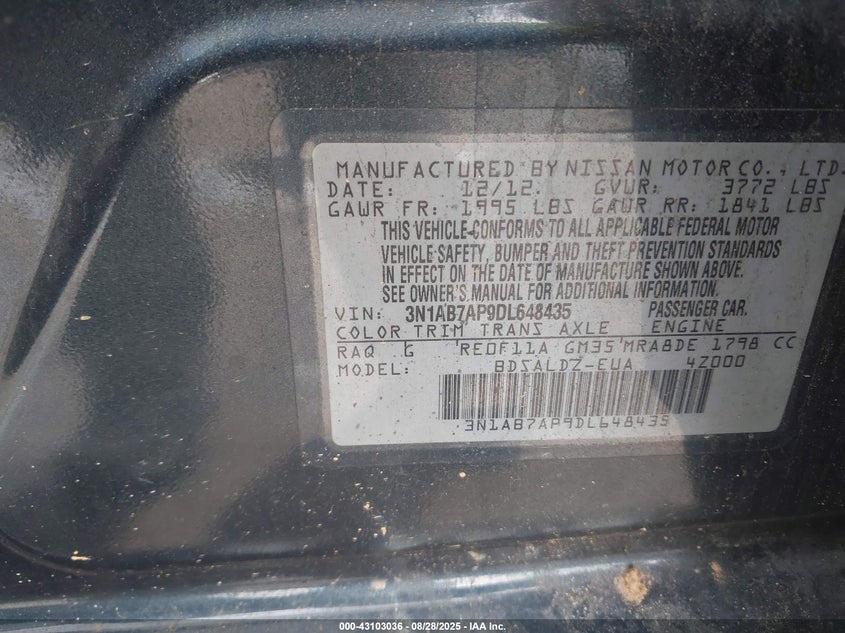 MANUFACTURED BY NISSAN MOTOR CO., LTD.
DATE: 12/12. GVWR: 3772 LBS
GAWR FR: 1995 LBS GAWR RR: 1841 LBS
THIS VEHICLE CONFORMS TO ALL APPLICABLE FEDERAL MOTOR
VEHICLE SAFETY, BUMPER AND THEFT PREVENTION STANDARDS
IN EFFECT ON THE DATE OF MANUFACTURE SHOWN ABOVE.
SEE OWNER'S MANUAL FOR ADDITIONAL INFORMATION.
VIN: 3N1AB7AP9DL648435 PASSENGER CAR.
COLOR TRIM TRANS AXLE ENGINE
RAQ G RE0F11A GM35 MRA8DE 1798 CC
MODEL: BDSALDZ-EUA 4Z000
3N1AB7AP9DL648435
000-43103036 - 08/28/2025 - IAA Inc.